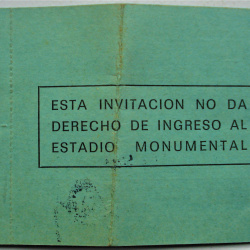 ESTA INVITACION NO DA
DERECHO DE INGRESO AL
ESTADIO MONUMENTAL